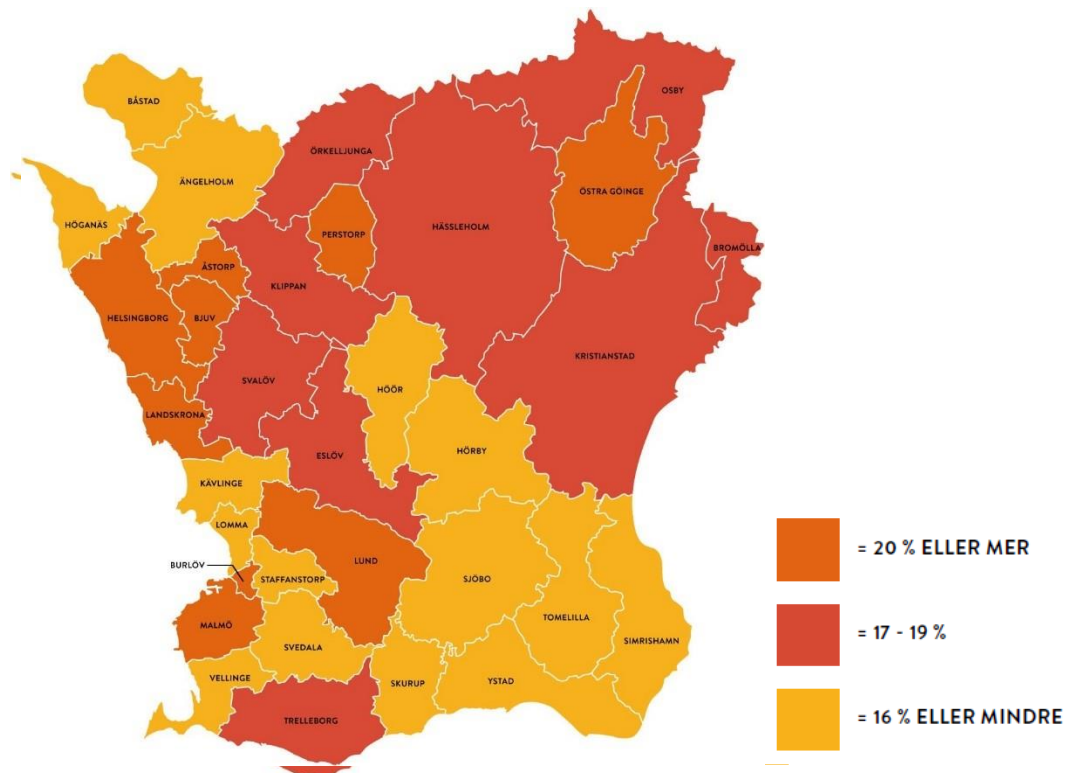 OSBY
BÅSTAD
ÖRKELLJUNGA
ÄNGELHOLM
ÖSTRA GÖINGE
HÖGANÄS
HÄSSLEHOLM
PERSTORP
BROMÖLLA
ÅSTORP
KLIPPAN
HELSINGBORG
BJUV
KRISTIANSTAD
SVALÖV
HÖÖR
LANDSKRONA
HÖRBY
ESLÖV
KÄVLINGE
LOMMA
BURLÖV
LUND
STAFFANSTORP
SJÖBO
TOMELILLA
MALMÖ
SIMRISHAMN
SVEDALA
VELLINGE
SKURUP
YSTAD
TRELLEBORG
= 20 % ELLER MER
= 17 - 19 %
= 16 % ELLER MINDRE